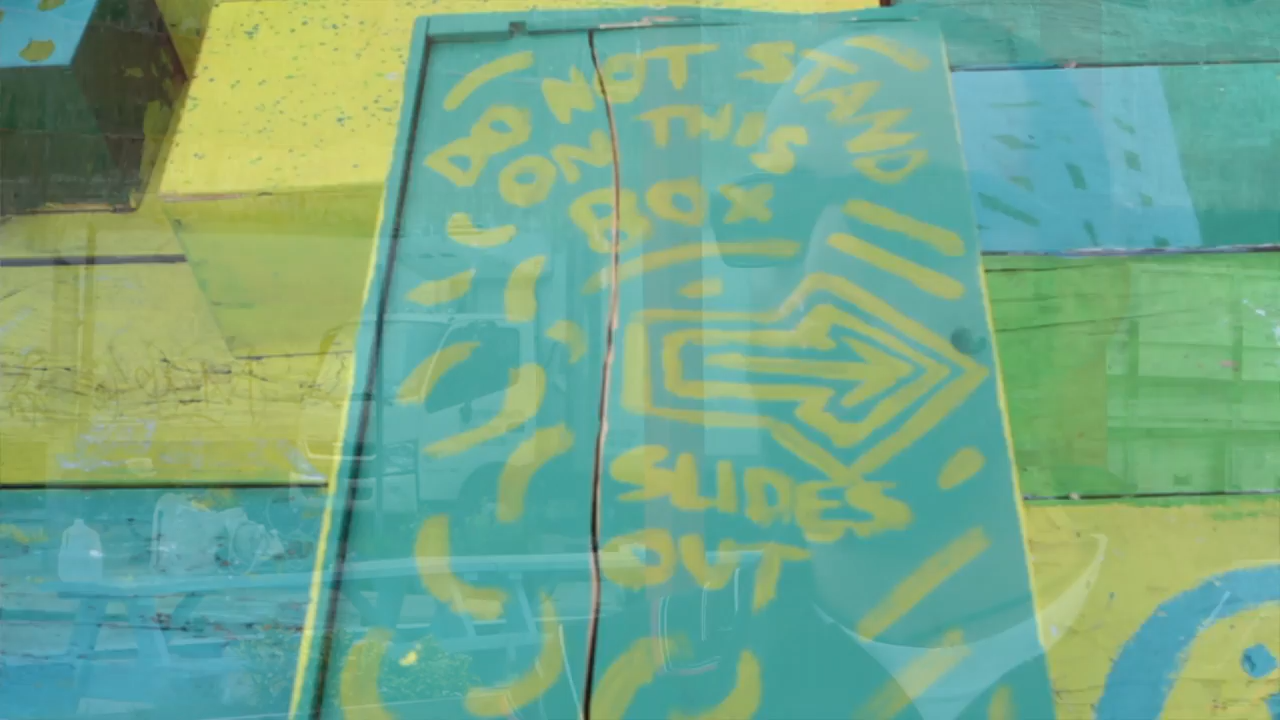 DO NOT STAND
ON THIS
BOX
SLIDES
OUT